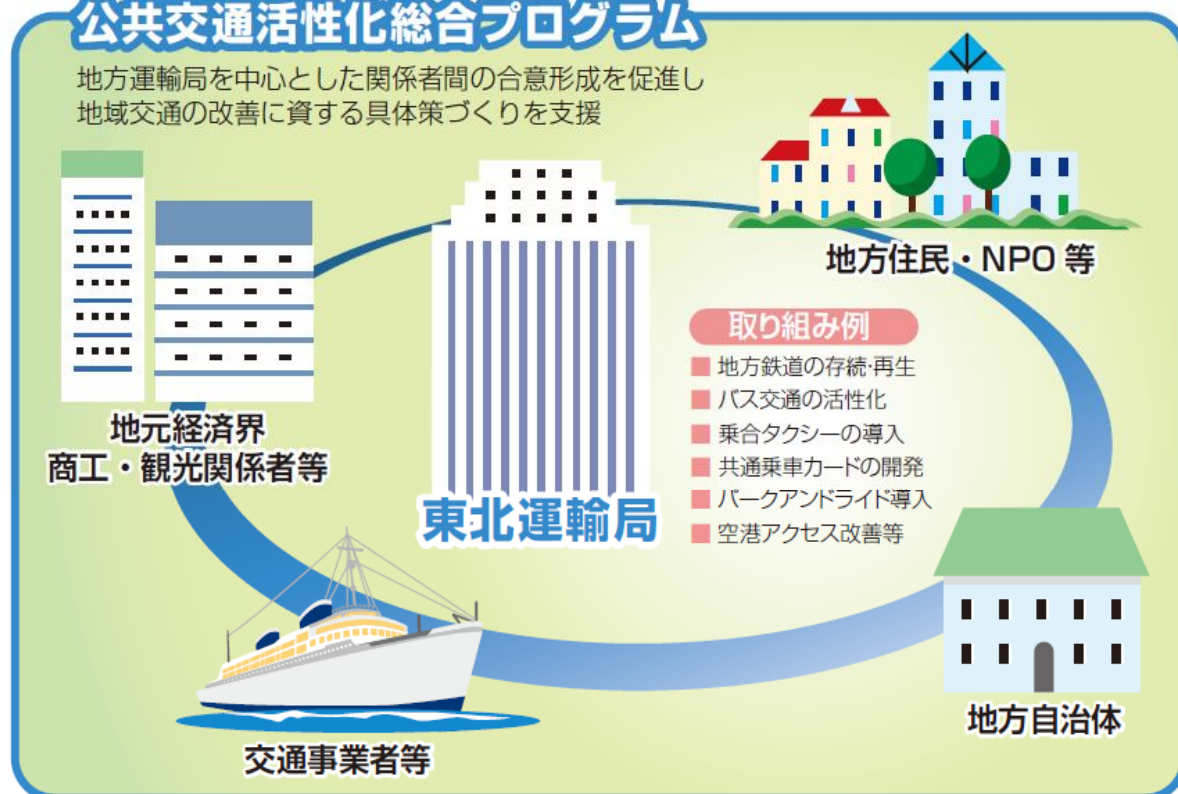 公共交通活性化総合プログラム
地方運輸局を中心とした関係者間の合意形成を促進し
地域交通の改善に資する具体策づくりを支援
地方住民・NPO 等
取り組み例
■ 地方鉄道の存続・再生
■ バス交通の活性化
■ 乗合タクシーの導入
■ 共通乗車カードの開発
■ パークアンドライド導入
■ 空港アクセス改善等
地元経済界
商工・観光関係者等
東北運輸局
地方自治体
交通事業者等